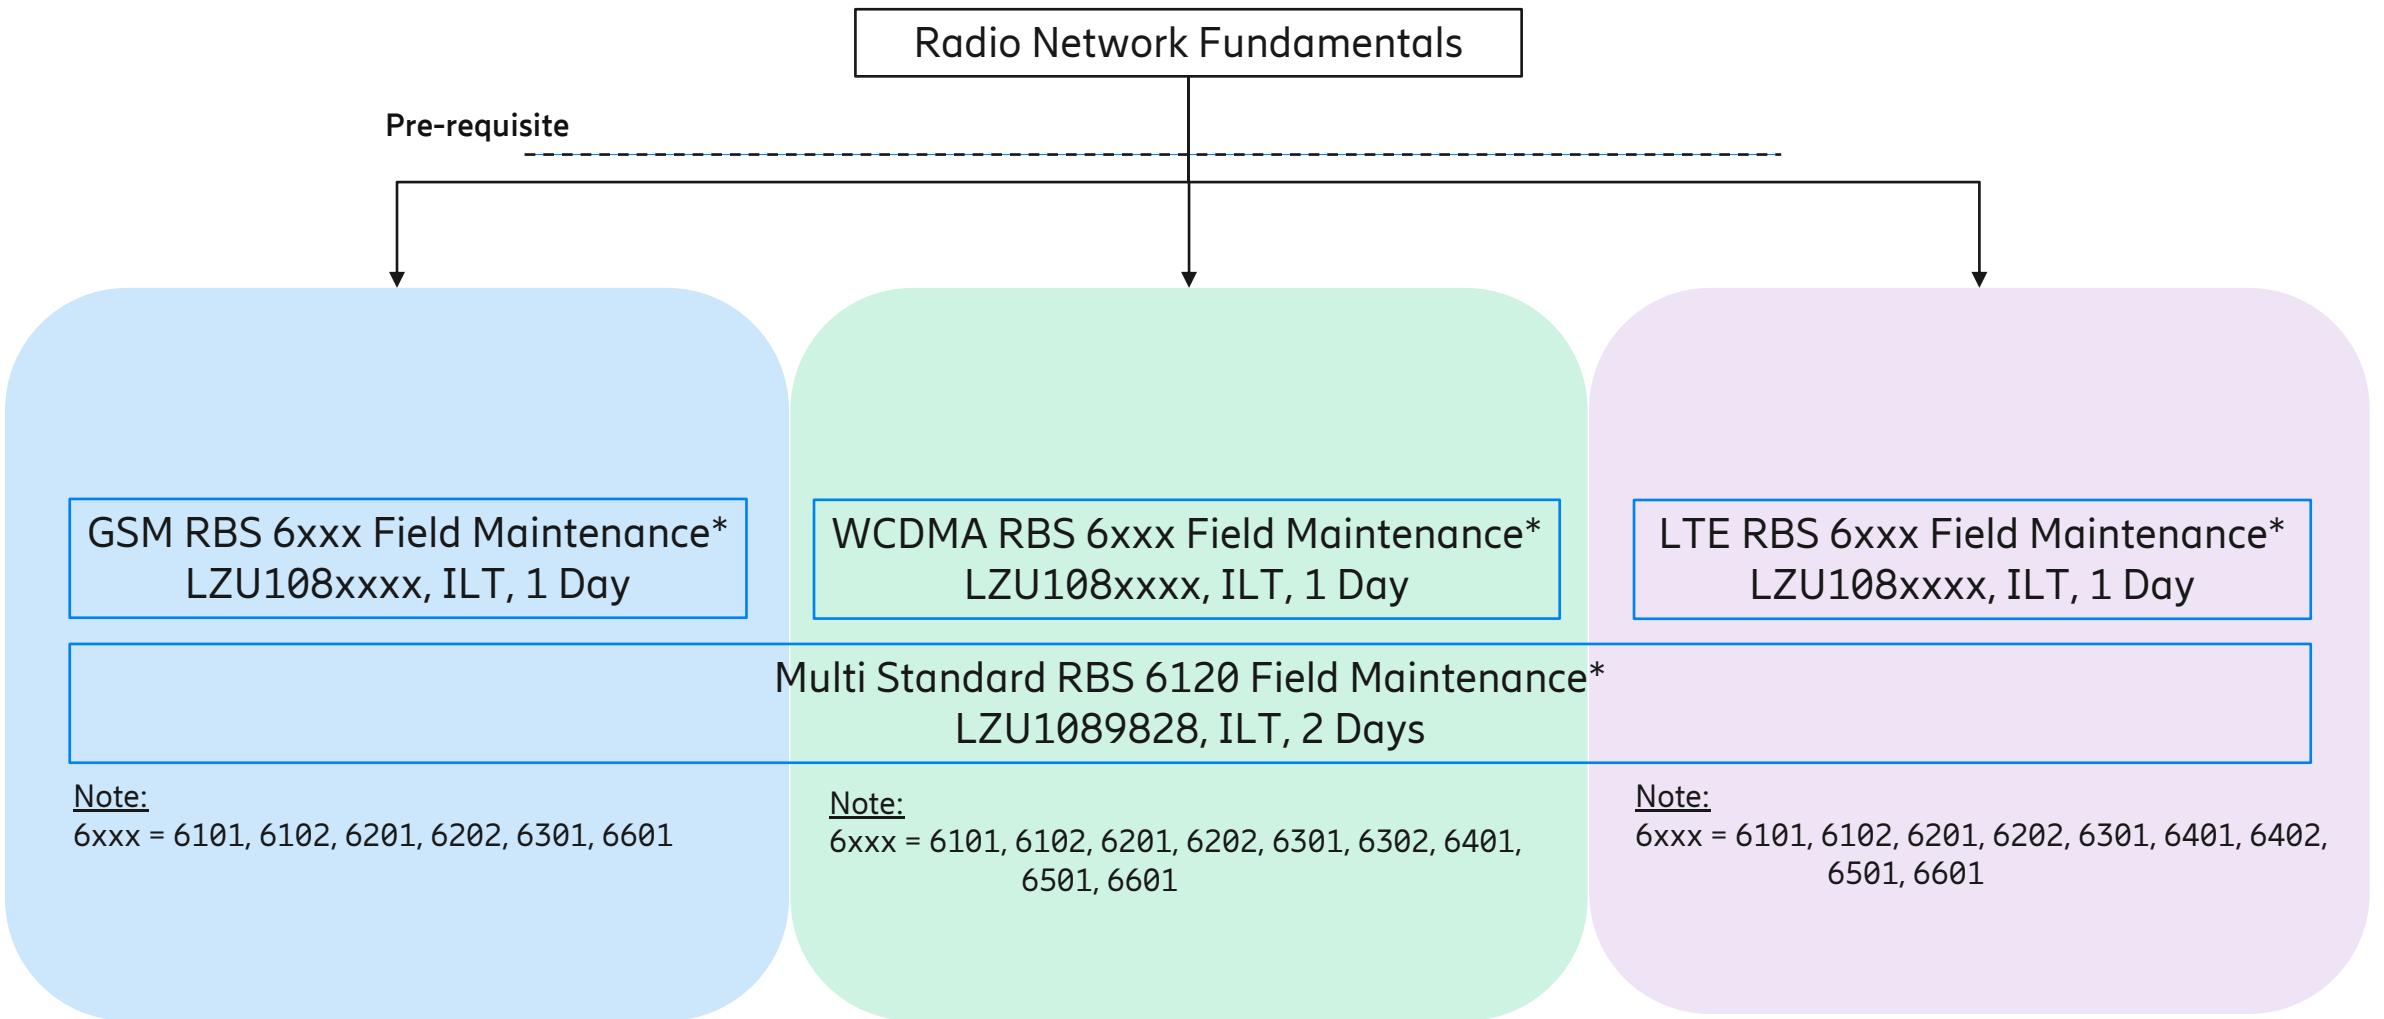 Radio Network Fundamentals
Pre-requisite
GSM RBS 6xxx Field Maintenance*
LZU108xxxx, ILT, 1 Day
WCDMA RBS 6xxx Field Maintenance*
LZU108xxxx, ILT, 1 Day
LTE RBS 6xxx Field Maintenance*
LZU108xxxx, ILT, 1 Day
Multi Standard RBS 6120 Field Maintenance*
LZU1089828, ILT, 2 Days
Note:
6xxx = 6101, 6102, 6201, 6202, 6301, 6601
Note:
6xxx = 6101, 6102, 6201, 6202, 6301, 6302, 6401,
6501, 6601
Note:
6xxx = 6101, 6102, 6201, 6202, 6301, 6401, 6402,
6501, 6601